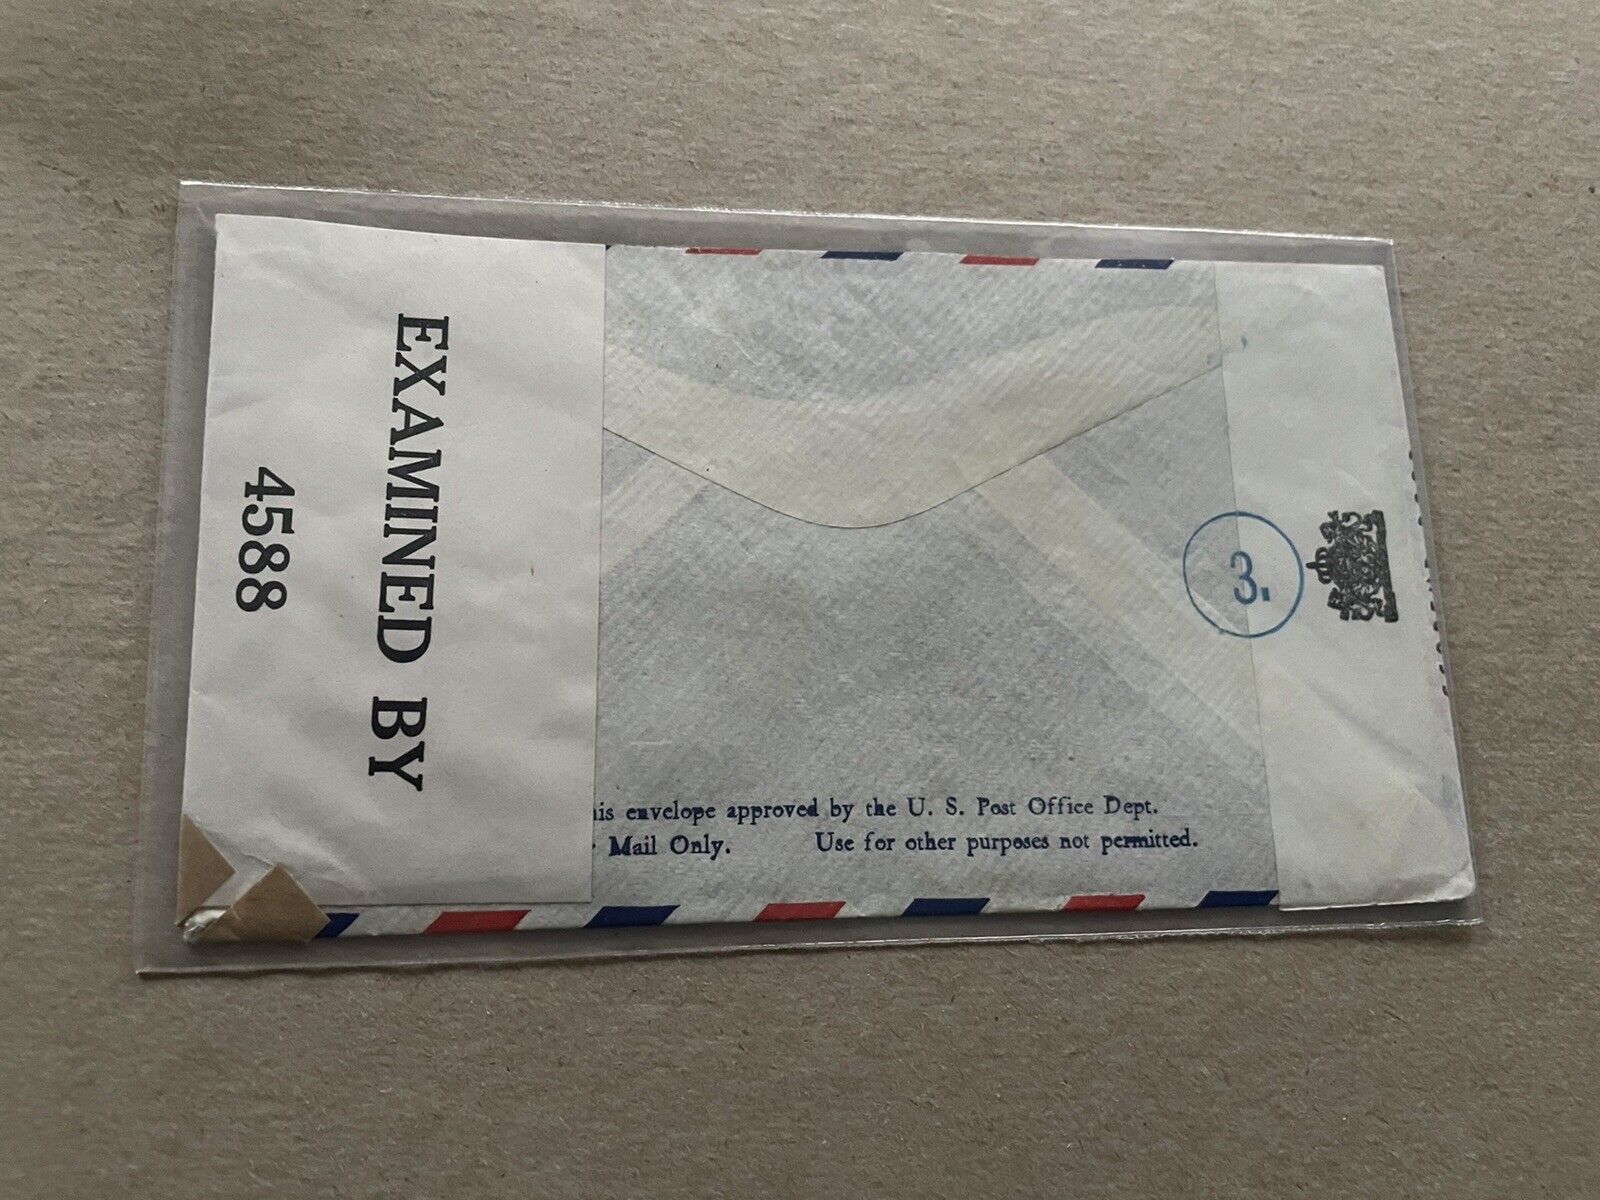 EXAMINED BY
4588
3.
his envelope approved by the U. S. Post Office Dept.
Mail Only. Use for other purposes not permitted.